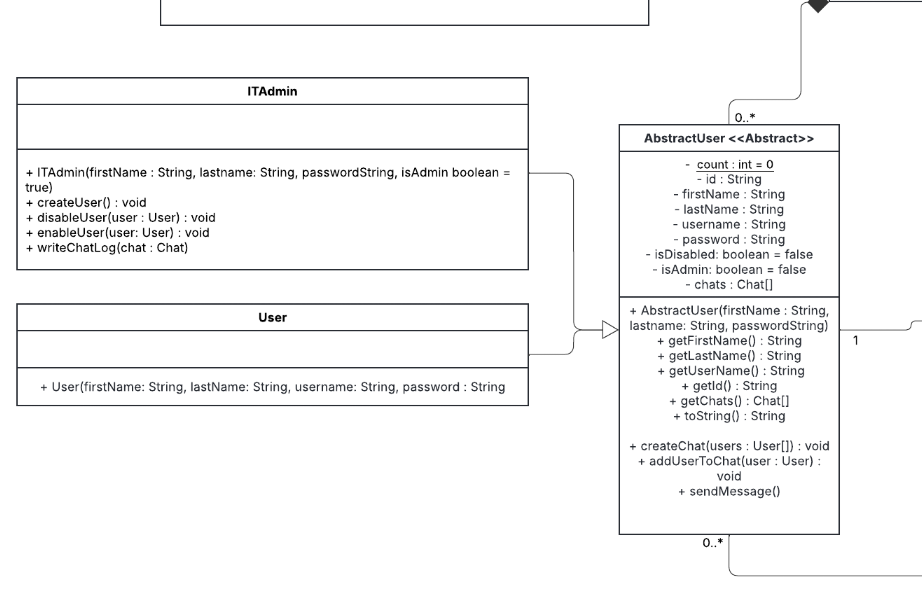 ITAdmin
+ ITAdmin(firstName : String, lastname: String, passwordString, isAdmin boolean =
true)
+ createUser() : void
+ disableUser(user : User) : void
+ enableUser(user: User) : void
+ writeChatLog(chat : Chat)
User
+ User(firstName: String, lastName: String, username: String, password : String
0..*
AbstractUser <<Abstract>>
- count : int = 0
- id : String
- firstName : String
- lastName : String
- username : String
- password : String
- isDisabled: boolean = false
- isAdmin: boolean = false
- chats : Chat[]
+ AbstractUser(firstName : String,
lastname: String, passwordString)
+ getFirstName() : String
+ getLastName() : String
+ getUserName() : String
+ getId() : String
+ getChats() : Chat[]
+ toString() : String
+ createChat(users : User[]) : void
+ addUserToChat(user : User) :
void
+ sendMessage()
1
0..*